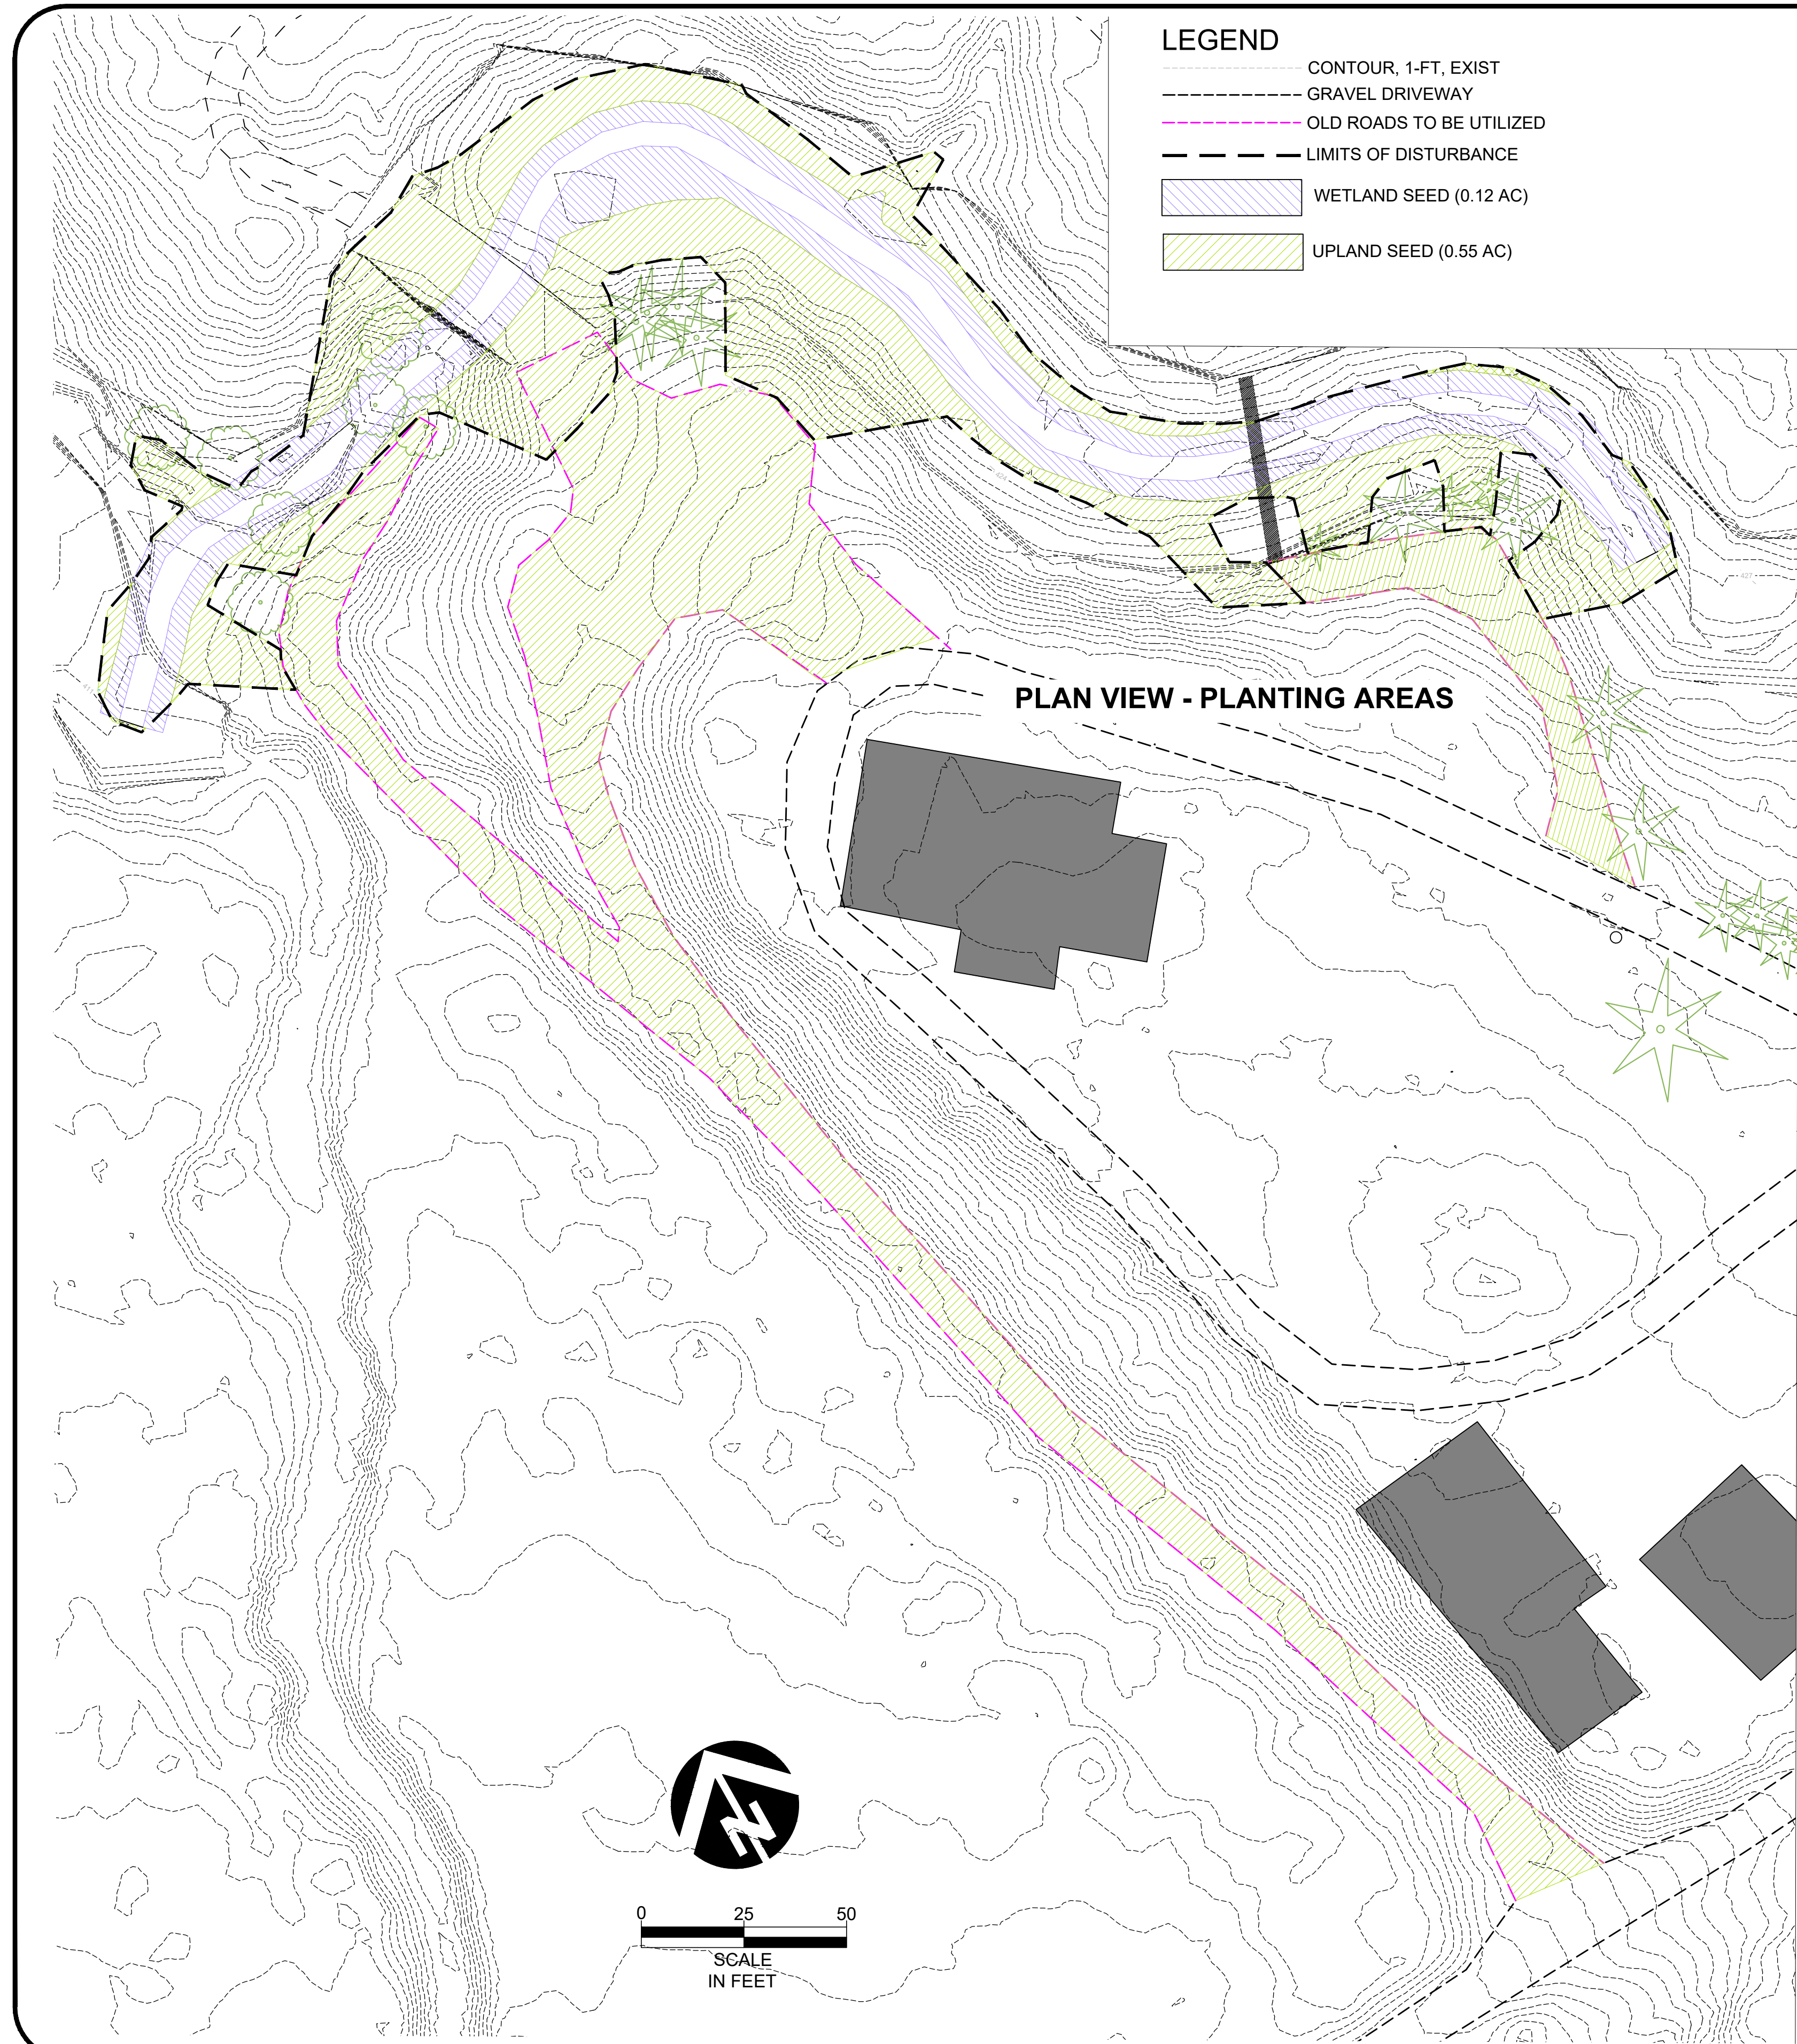 LEGEND
CONTOUR, 1-FT, EXIST
GRAVEL DRIVEWAY
OLD ROADS TO BE UTILIZED
LIMITS OF DISTURBANCE
WETLAND SEED (0.12 AC)
UPLAND SEED (0.55 AC)
427
PLAN VIEW - PLANTING AREAS
N
0 25 50
SCALE
IN FEET